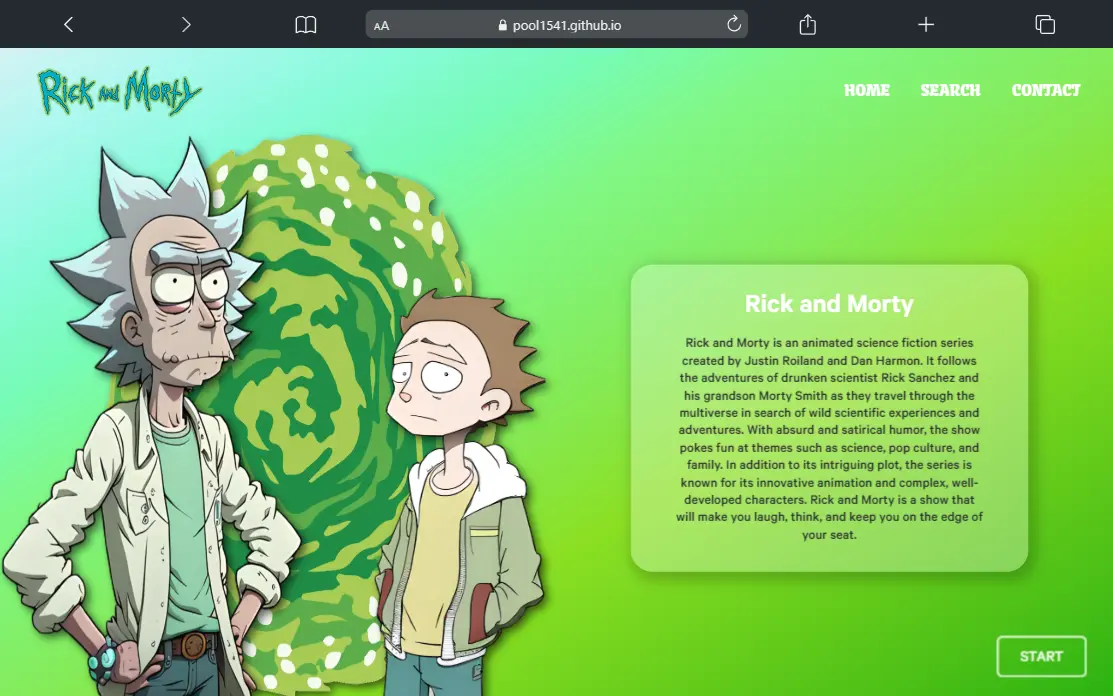 AA pool1541.github.io
Rick and Morty
HOME SEARCH CONTACT
Rick and Morty
Rick and Morty is an animated science fiction series
created by Justin Roiland and Dan Harmon. It follows
the adventures of drunken scientist Rick Sanchez and
his grandson Morty Smith as they travel through the
multiverse in search of wild scientific experiences and
adventures. With absurd and satirical humor, the show
pokes fun at themes such as science, pop culture, and
family. In addition to its intriguing plot, the series is
known for its innovative animation and complex, well-
developed characters. Rick and Morty is a show that
will make you laugh, think, and keep you on the edge of
your seat.
START